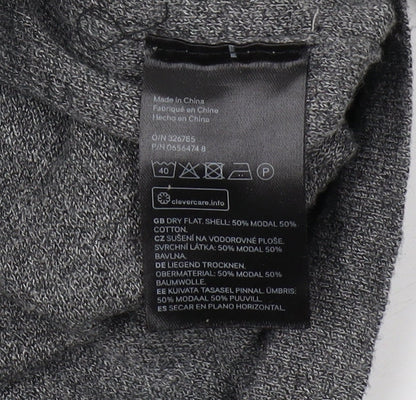 Made in China
Fabriqué en Chine
Hecho en China
O/N 326785
P/N 0656474 8
40 P
clevercare.info
GB DRY FLAT. SHELL: 50% MODAL 50%
COTTON.
CZ SUŠENÍ NA VODOROVNÉ PLOŠE.
SVRCHNÍ LÁTKA: 50% MODAL 50%
BAVLNA.
DE LIEGEND TROCKNEN.
OBERMATERIAL: 50% MODAL 50%
BAUMWOLLE.
EE KUIVATA TASASEL PINNAL. ÜMBRIS:
50% MODAAL 50% PUUVILL.
ES SECAR EN PLANO HORIZONTAL.